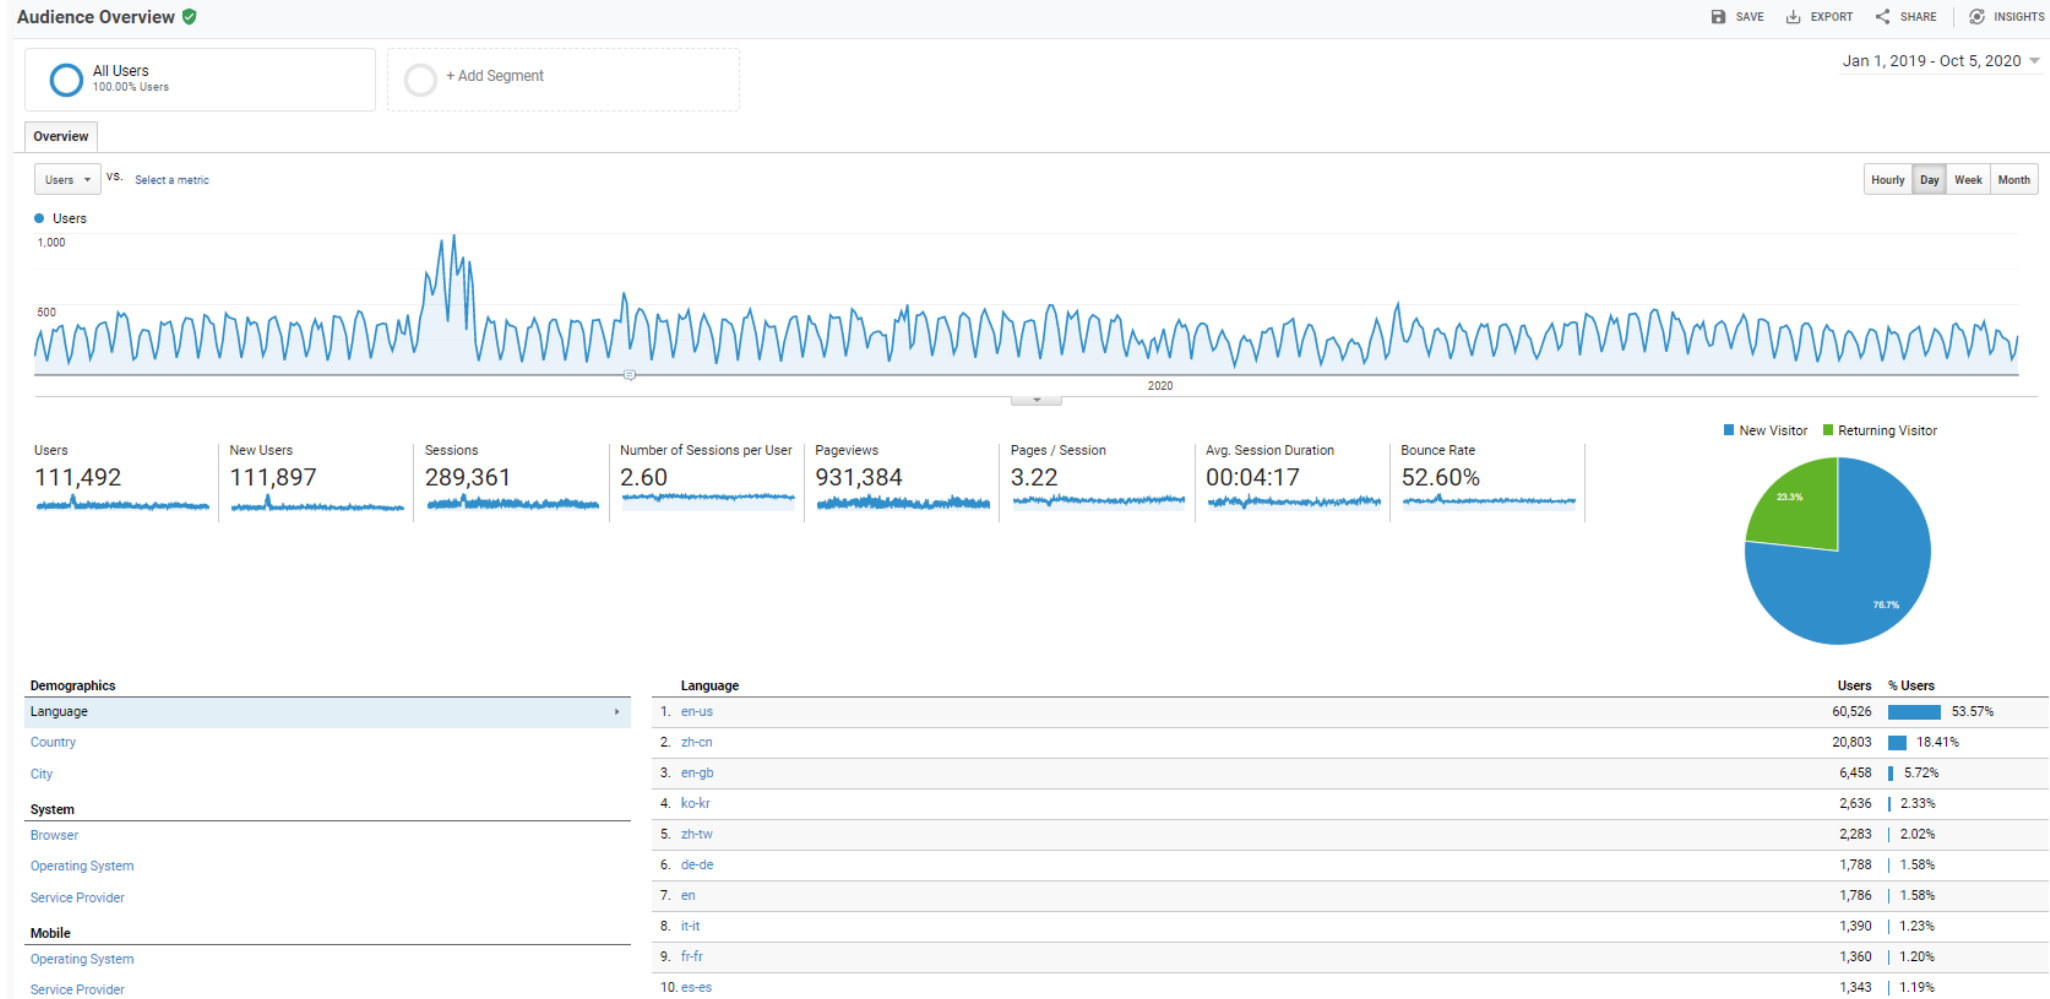 Audience Overview
SAVE EXPORT SHARE INSIGHTS
All Users
100.00% Users
+ Add Segment
Jan 1, 2019 - Oct 5, 2020
Overview
Users VS. Select a metric
Hourly Day Week Month
Users
1,000
500
2020
New Visitor Returning Visitor
Users New Users Sessions Number of Sessions per User Pageviews Pages / Session Avg. Session Duration Bounce Rate
111,492 111,897 289,361 2.60 931,384 3.22 00:04:17 52.60%
23.3%
76.7%
Demographics
Language
Country
City
System
Browser
Operating System
Service Provider
Mobile
Operating System
Service Provider
Language Users % Users
1. en-us 60,526 53.57%
2. zh-cn 20,803 18.41%
3. en-gb 6,458 5.72%
4. ko-kr 2,636 2.33%
5. zh-tw 2,283 2.02%
6. de-de 1,788 1.58%
7. en 1,786 1.58%
8. it-it 1,390 1.23%
9. fr-fr 1,360 1.20%
10. es-es 1,343 1.19%